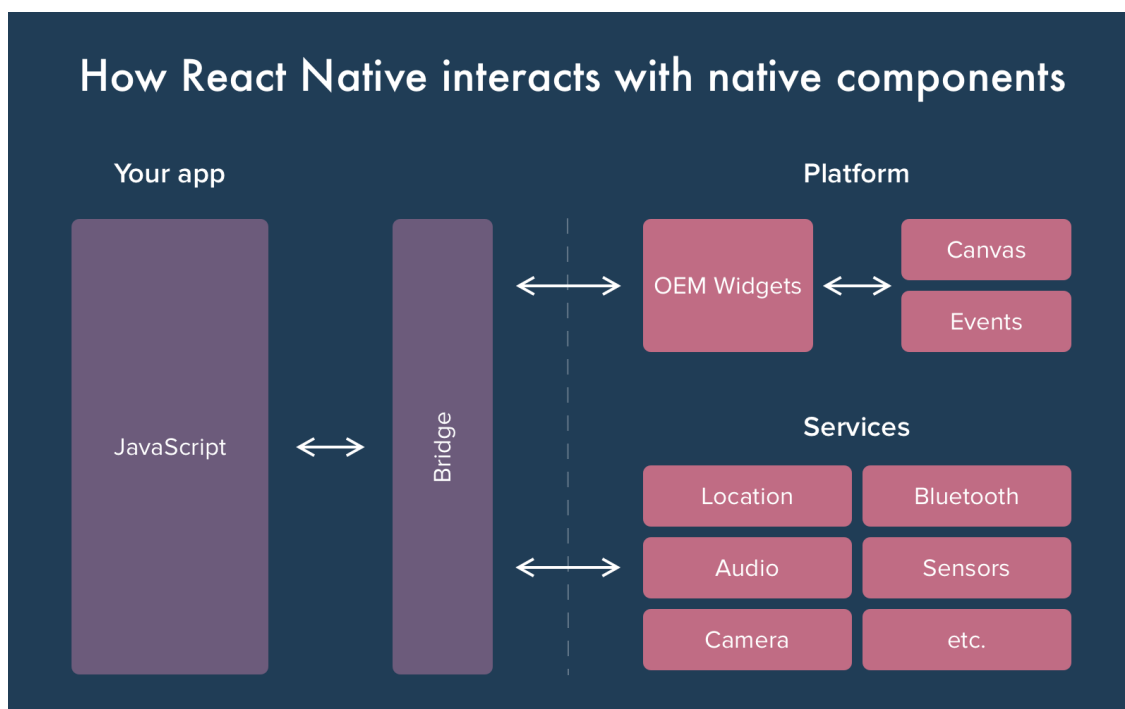 How React Native interacts with native components
Your app
Platform
JavaScript
Bridge
OEM Widgets
Canvas
Events
Services
Location
Bluetooth
Audio
Sensors
Camera
etc.